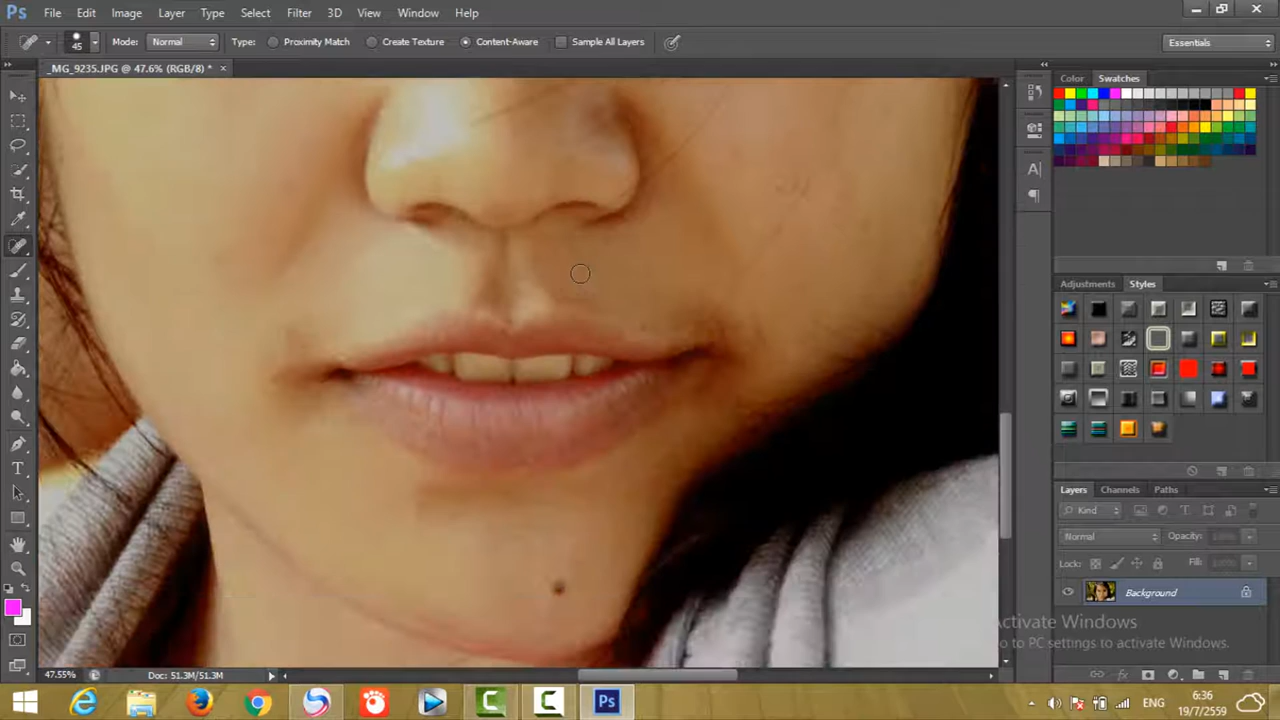 Ps File Edit Image Layer Type Select Filter 3D View Window Help
45 Mode: Normal Type: Proximity Match Create Texture Content-Aware Sample All Layers Essentials
_MG_9235.JPG @ 47.6% (RGB/8) * ×
Color Swatches
A|
Adjustments Styles
Layers Channels Paths
Kind
Normal Opacity: 100%
Lock: Fill: 100%
Background
Activate Windows
Go to PC settings to activate Windows.
47.55% Doc: 51.3M/51.3M
Ps ENG 6:36
19/7/2559